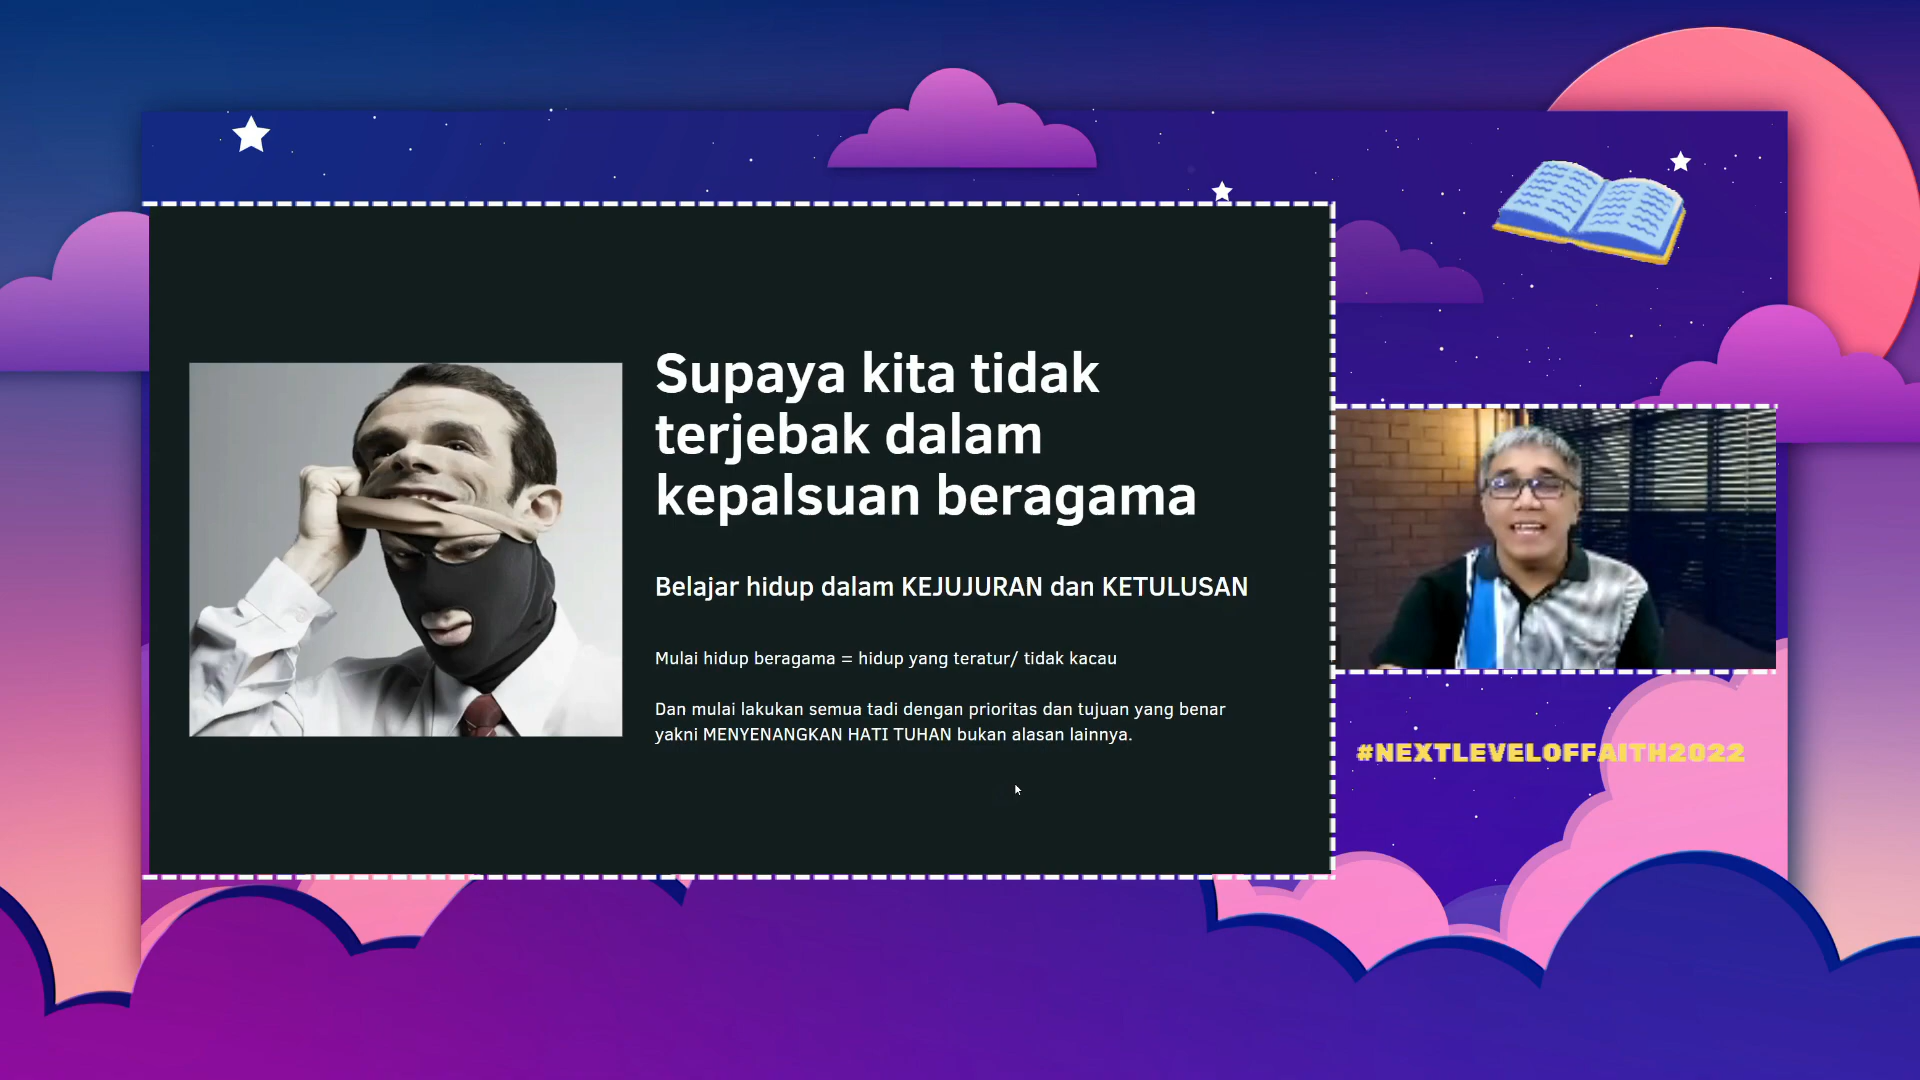 Supaya kita tidak
terjebak dalam
kepalsuan beragama
Belajar hidup dalam KEJUJURAN dan KETULUSAN
Mulai hidup beragama = hidup yang teratur/ tidak kacau
Dan mulai lakukan semua tadi dengan prioritas dan tujuan yang benar
yakni MENYENANGKAN HATI TUHAN bukan alasan lainnya.
#NEXTLEVELOFFAITH2022